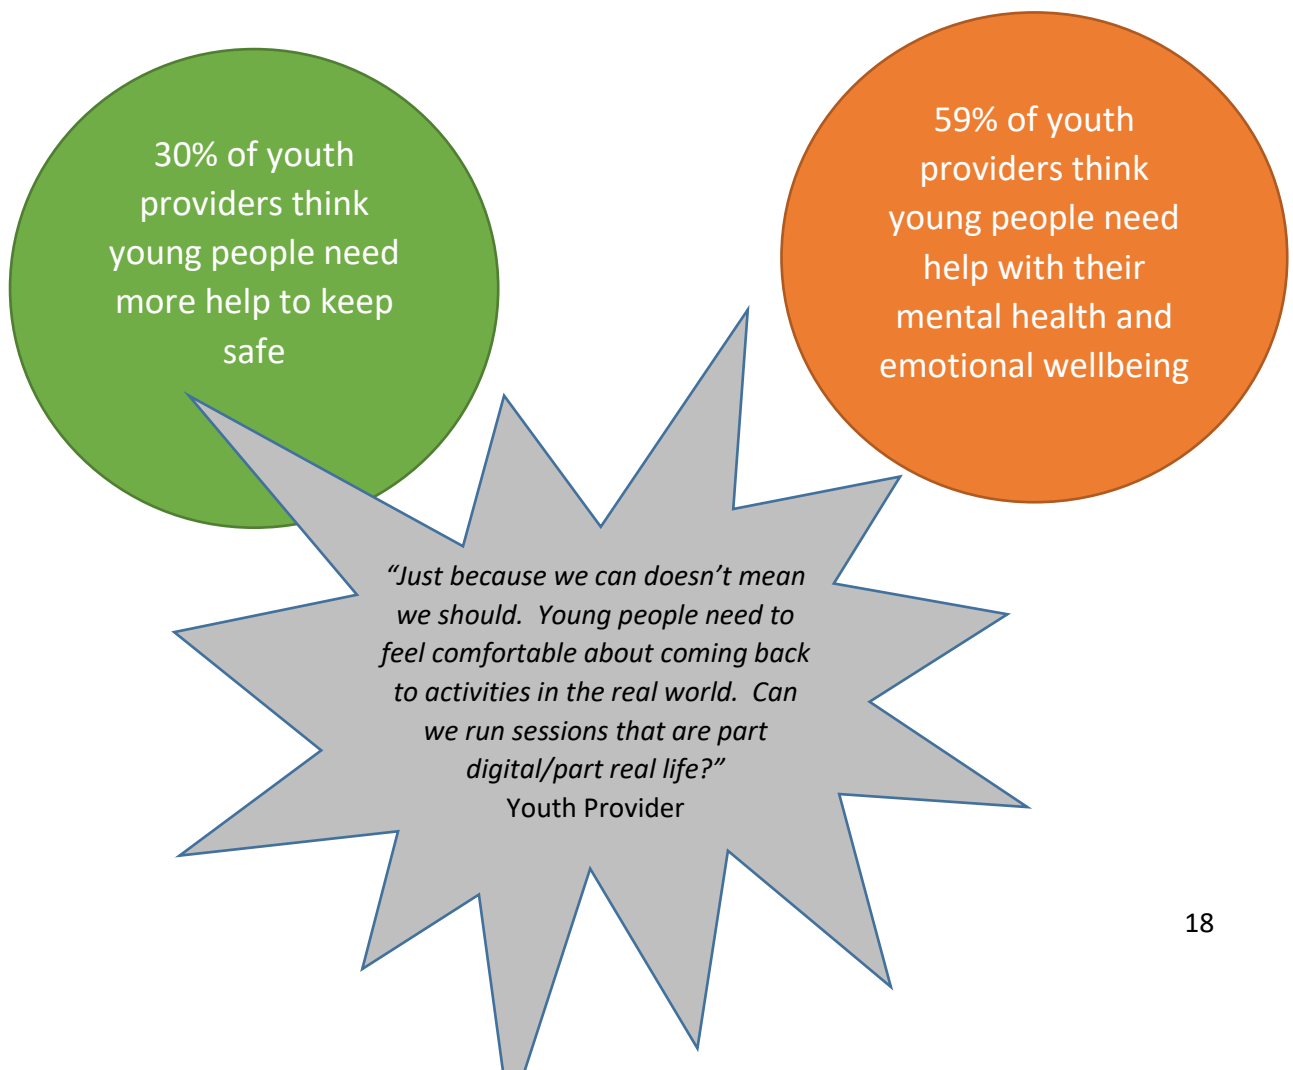 30% of youth
providers think
young people need
more help to keep
safe
59% of youth
providers think
young people need
help with their
mental health and
emotional wellbeing
“Just because we can doesn’t mean
we should.  Young people need to
feel comfortable about coming back
to activities in the real world.  Can
we run sessions that are part
digital/part real life?”
Youth Provider
18